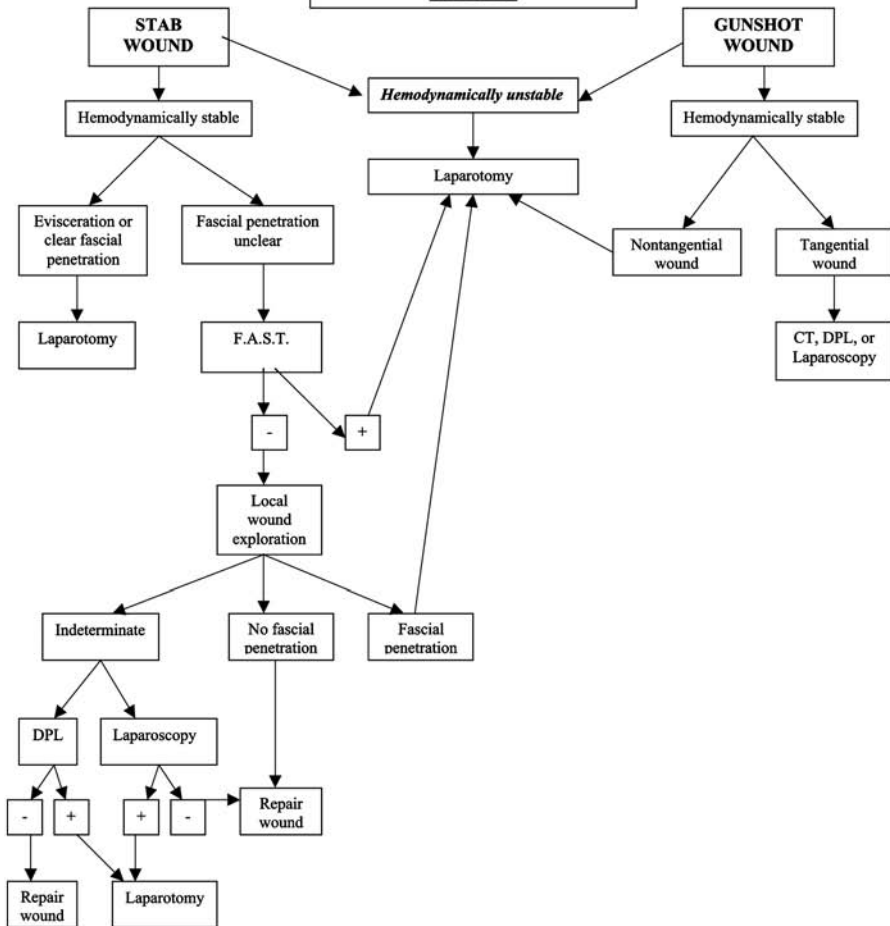 STAB
WOUND
GUNSHOT
WOUND
Hemodynamically unstable
Hemodynamically stable
Hemodynamically stable
Laparotomy
Evisceration or
clear fascial
penetration
Fascial penetration
unclear
Nontangential
wound
Tangential
wound
Laparotomy
F.A.S.T.
CT, DPL, or
Laparoscopy
-
+
Local
wound
exploration
Indeterminate
No fascial
penetration
Fascial
penetration
DPL
Laparoscopy
-
+
+
-
Repair
wound
Repair
wound
Laparotomy